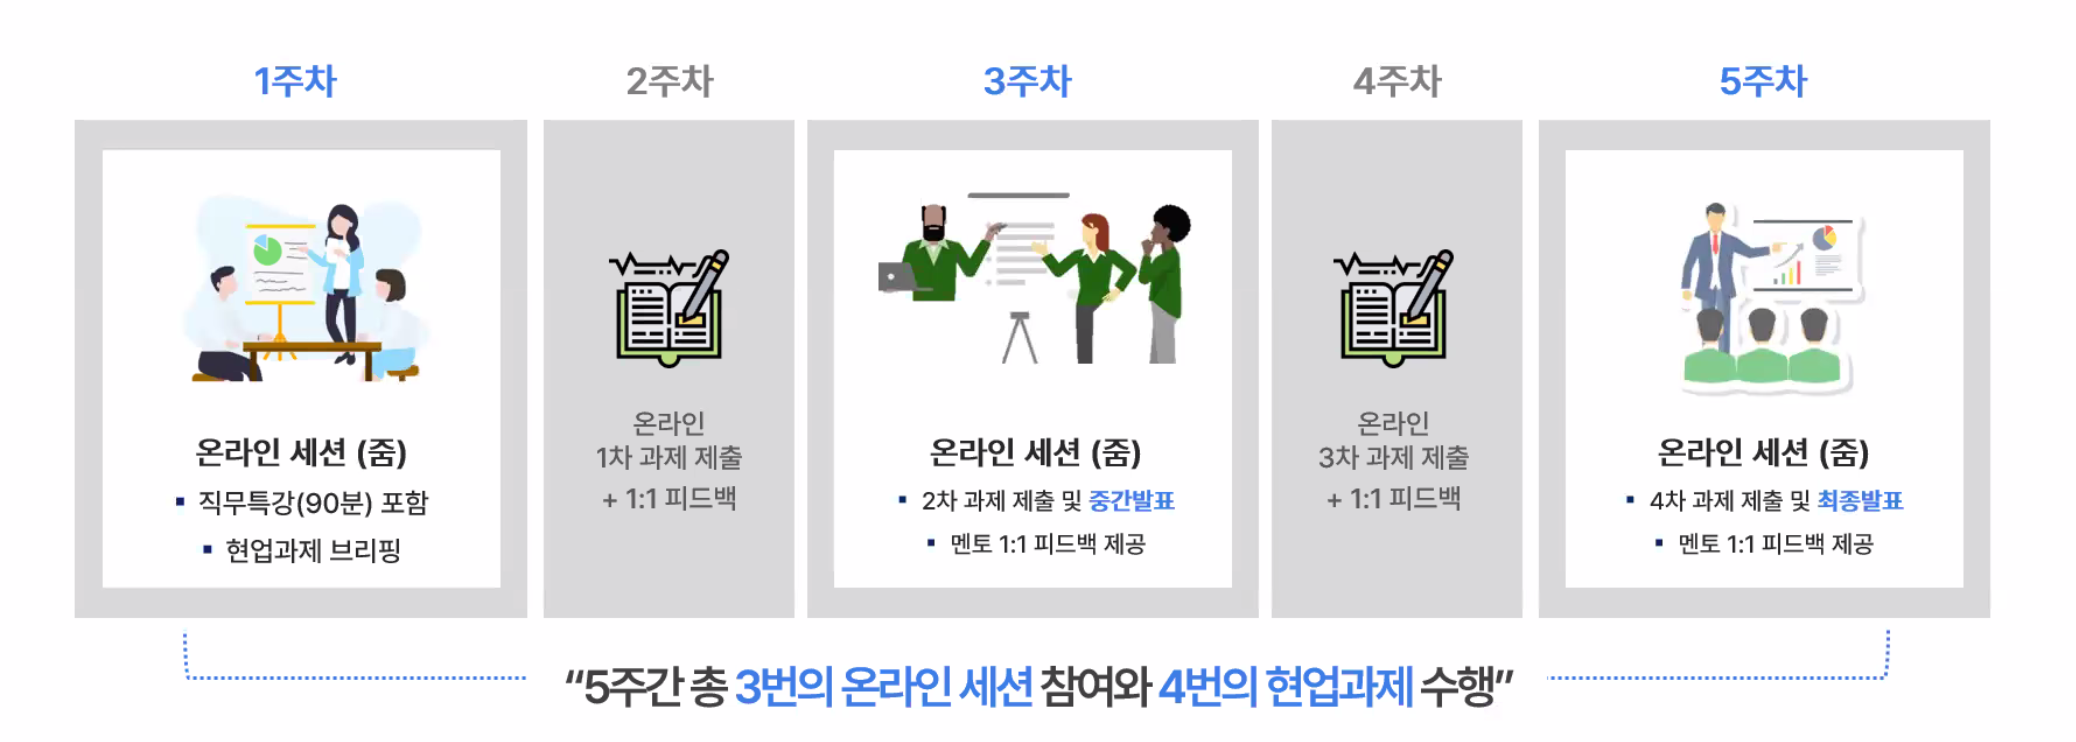 1주차
2주차
3주차
4주차
5주차
온라인 세션 (줌)
▪ 직무특강(90분) 포함
▪ 현업과제 브리핑
온라인
1차 과제 제출
+ 1:1 피드백
온라인 세션 (줌)
▪ 2차 과제 제출 및 중간발표
▪ 멘토 1:1 피드백 제공
온라인
3차 과제 제출
+ 1:1 피드백
온라인 세션 (줌)
▪ 4차 과제 제출 및 최종발표
▪ 멘토 1:1 피드백 제공
“5주간 총 3번의 온라인 세션 참여와 4번의 현업과제 수행”